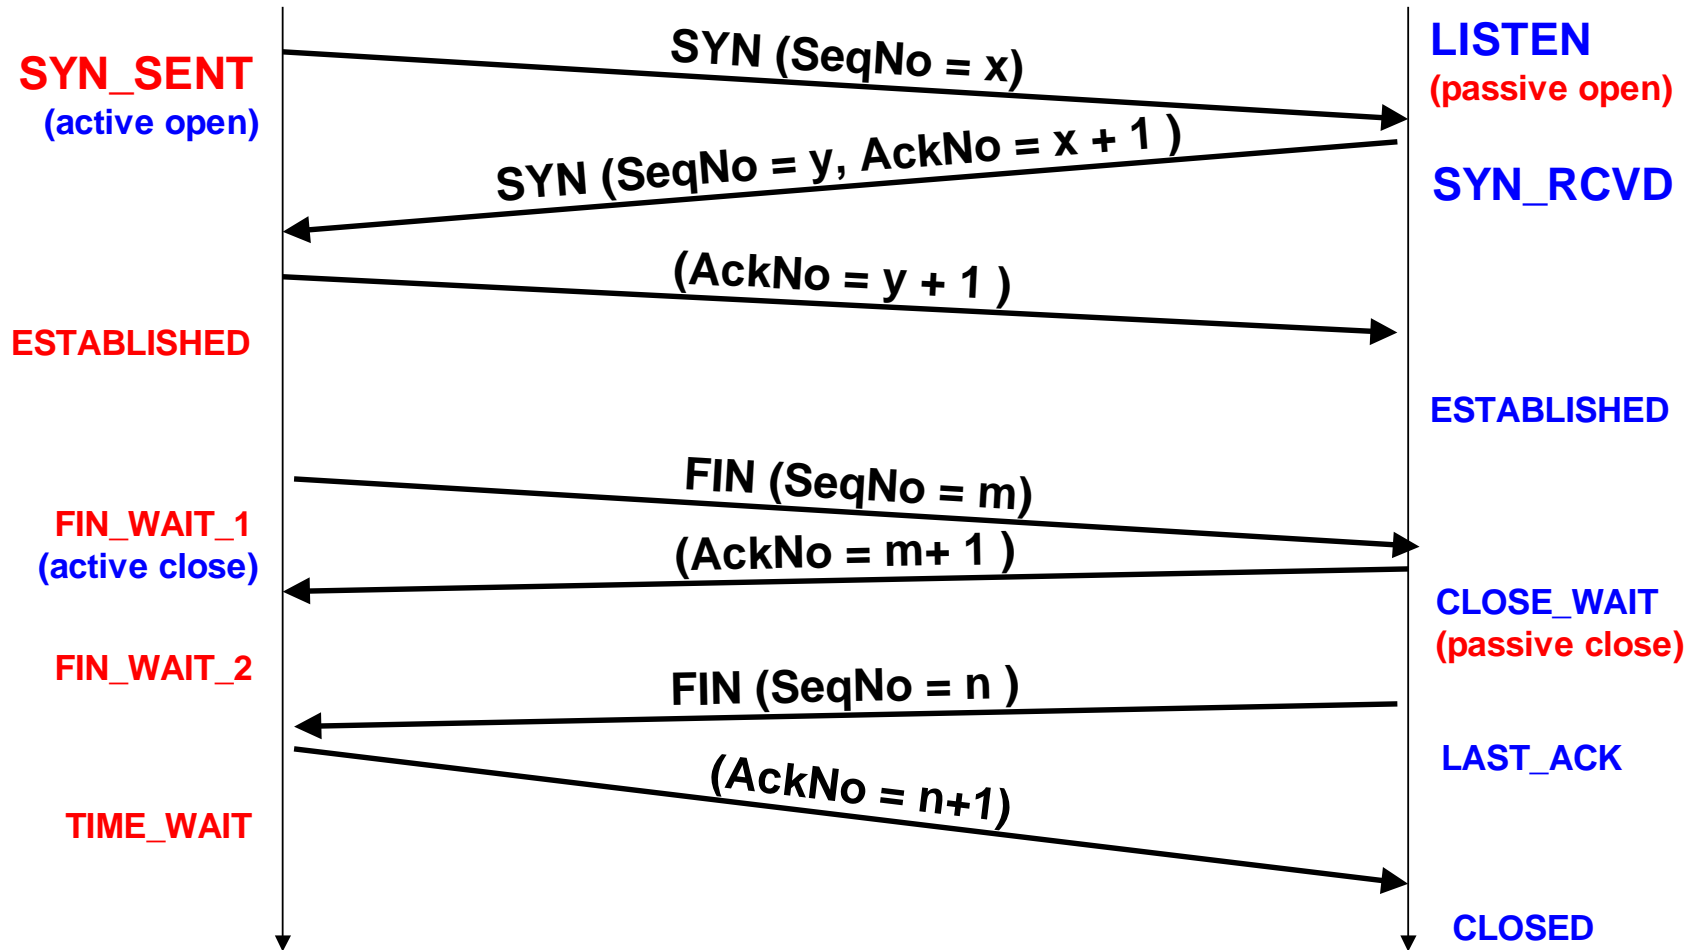 SYN (SeqNo = x)
LISTEN
(passive open)
SYN_SENT
(active open)
SYN (SeqNo = y, AckNo = x + 1 )
SYN_RCVD
(AckNo = y + 1 )
ESTABLISHED
ESTABLISHED
FIN (SeqNo = m)
FIN_WAIT_1
(active close)
(AckNo = m+ 1 )
CLOSE_WAIT
(passive close)
FIN_WAIT_2
FIN (SeqNo = n )
LAST_ACK
(AckNo = n+1)
TIME_WAIT
CLOSED